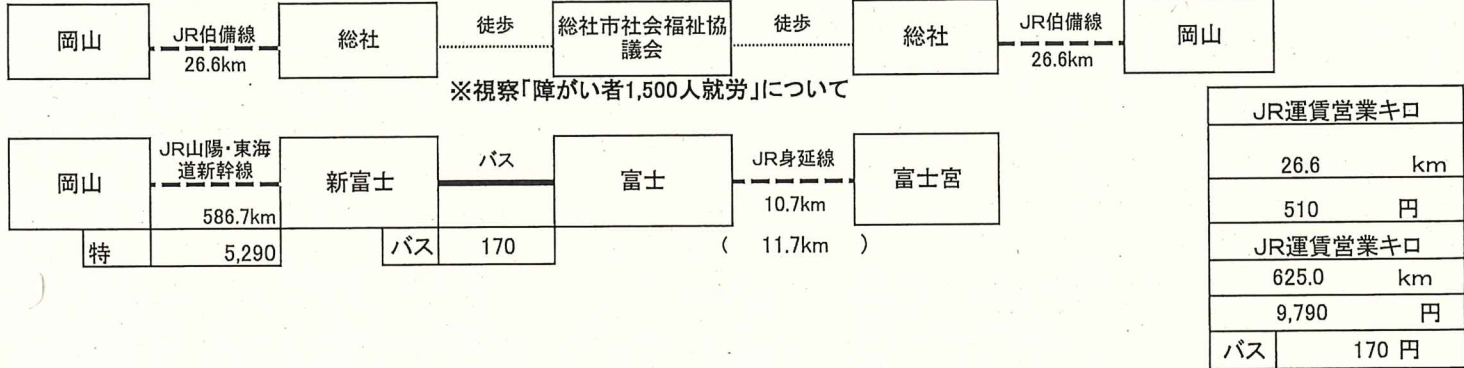 岡山
JR伯備線
26.6km
総社
徒歩
総社市社会福祉協
議会
徒歩
総社
JR伯備線
26.6km
岡山
※視察「障がい者1,500人就労」について
岡山
JR山陽・東海
道新幹線
586.7km
特 5,290
新富士
バス
バス 170
富士
JR身延線
10.7km
( 11.7km )
富士宮
JR運賃営業キロ
26.6 km
510 円
JR運賃営業キロ
625.0 km
9,790 円
バス 170 円